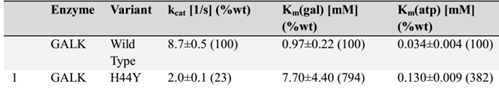 Enzyme Variant kcat [1/s] (%wt) Km(gal) [mM] (%wt) Km(atp) [mM] (%wt)
GALK Wild Type 8.7±0.5 (100) 0.97±0.22 (100) 0.034±0.004 (100)
1 GALK H44Y 2.0±0.1 (23) 7.70±4.40 (794) 0.130±0.009 (382)